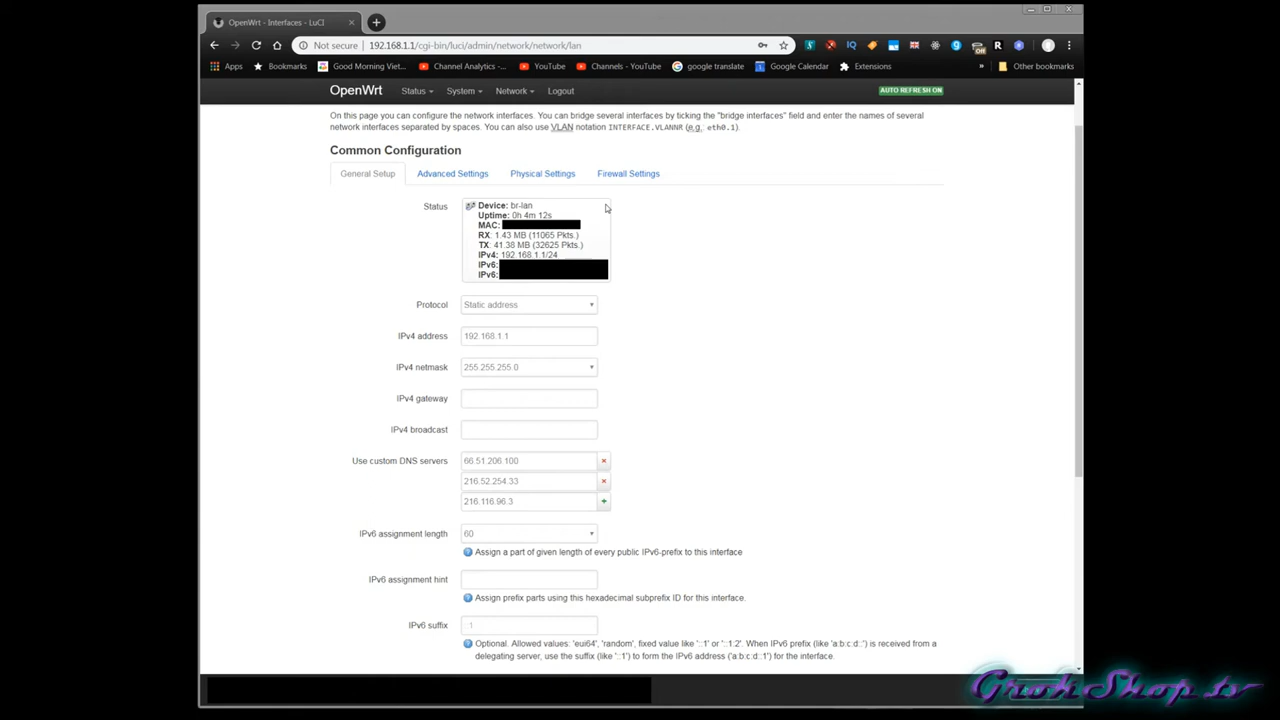 OpenWrt - Interfaces - LuCI
Not secure 192.168.1.1/cgi-bin/luci/admin/network/network/lan
Apps Bookmarks Good Morning Viet... Channel Analytics -... YouTube Channels - YouTube google translate Google Calendar Extensions » Other bookmarks
OpenWrt Status System Network Logout AUTO REFRESH ON
On this page you can configure the network interfaces. You can bridge several interfaces by ticking the "bridge interfaces" field and enter the names of several
network interfaces separated by spaces. You can also use VLAN notation INTERFACE.VLANNR (e.g.: eth0.1).
Common Configuration
General Setup Advanced Settings Physical Settings Firewall Settings
Status
Device: br-lan
Uptime: 0h 4m 12s
MAC:
RX: 1.43 MB (11065 Pkts.)
TX: 41.38 MB (32625 Pkts.)
IPv4: 192.168.1.1/24
IPv6:
IPv6:
Protocol Static address
IPv4 address 192.168.1.1
IPv4 netmask 255.255.255.0
IPv4 gateway
IPv4 broadcast
Use custom DNS servers 66.51.206.100
216.52.254.33
216.116.96.3
IPv6 assignment length 60
Assign a part of given length of every public IPv6-prefix to this interface
IPv6 assignment hint
Assign prefix parts using this hexadecimal subprefix ID for this interface.
IPv6 suffix
Optional. Allowed values: 'eui64', 'random', fixed value like '::1' or '::1:2'. When IPv6 prefix (like 'a:b:c:d::') is received from a
delegating server, use the suffix (like '::1') to form the IPv6 address ('a:b:c:d::1') for the interface.
GrokShop.tv